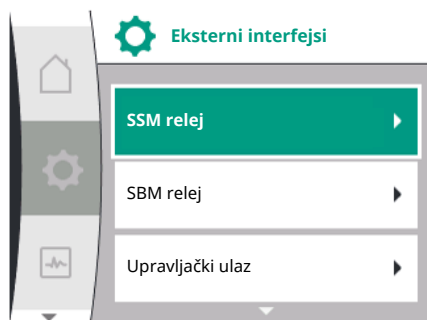 Eksterni interfejsi
SSM relej
SBM relej
Upravljački ulaz